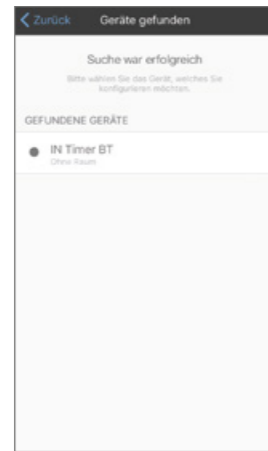 Zurück Geräte gefunden
Suche war erfolgreich
Bitte wählen Sie das Gerät, welches Sie
konfigurieren möchten.
GEFUNDENE GERÄTE
IN Timer BT
Ohne Raum